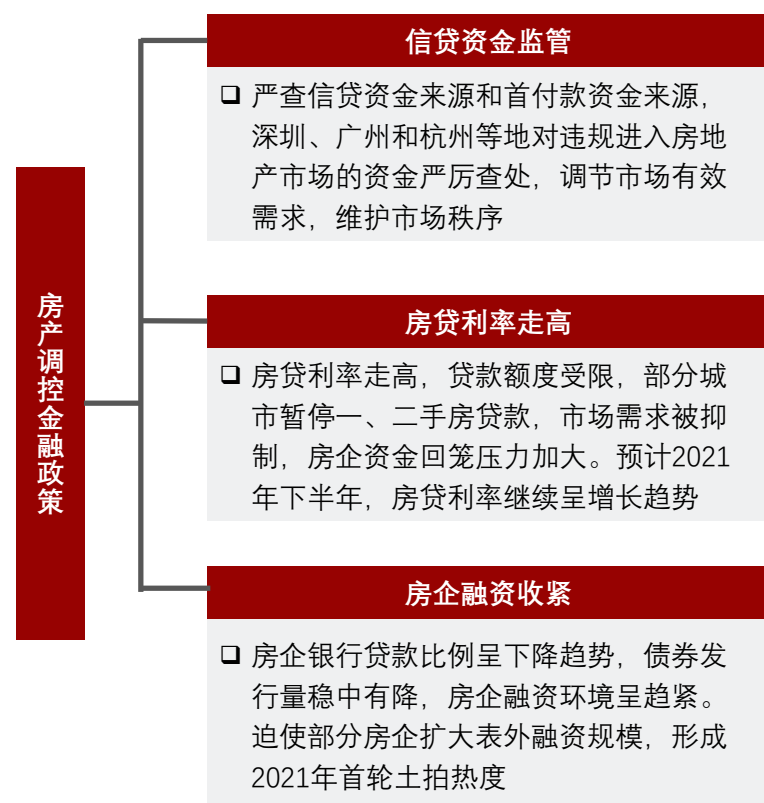 房产调控金融政策
信贷资金监管
严查信贷资金来源和首付款资金来源，
深圳、广州和杭州等地对违规进入房地
产市场的资金严厉查处，调节市场有效
需求，维护市场秩序
房贷利率走高
房贷利率走高，贷款额度受限，部分城
市暂停一、二手房贷款，市场需求被抑
制，房企资金回笼压力加大。预计2021
年下半年，房贷利率继续呈增长趋势
房企融资收紧
房企银行贷款比例呈下降趋势，债券发
行量稳中有降，房企融资环境呈趋紧。
迫使部分房企扩大表外融资规模，形成
2021年首轮土拍热度